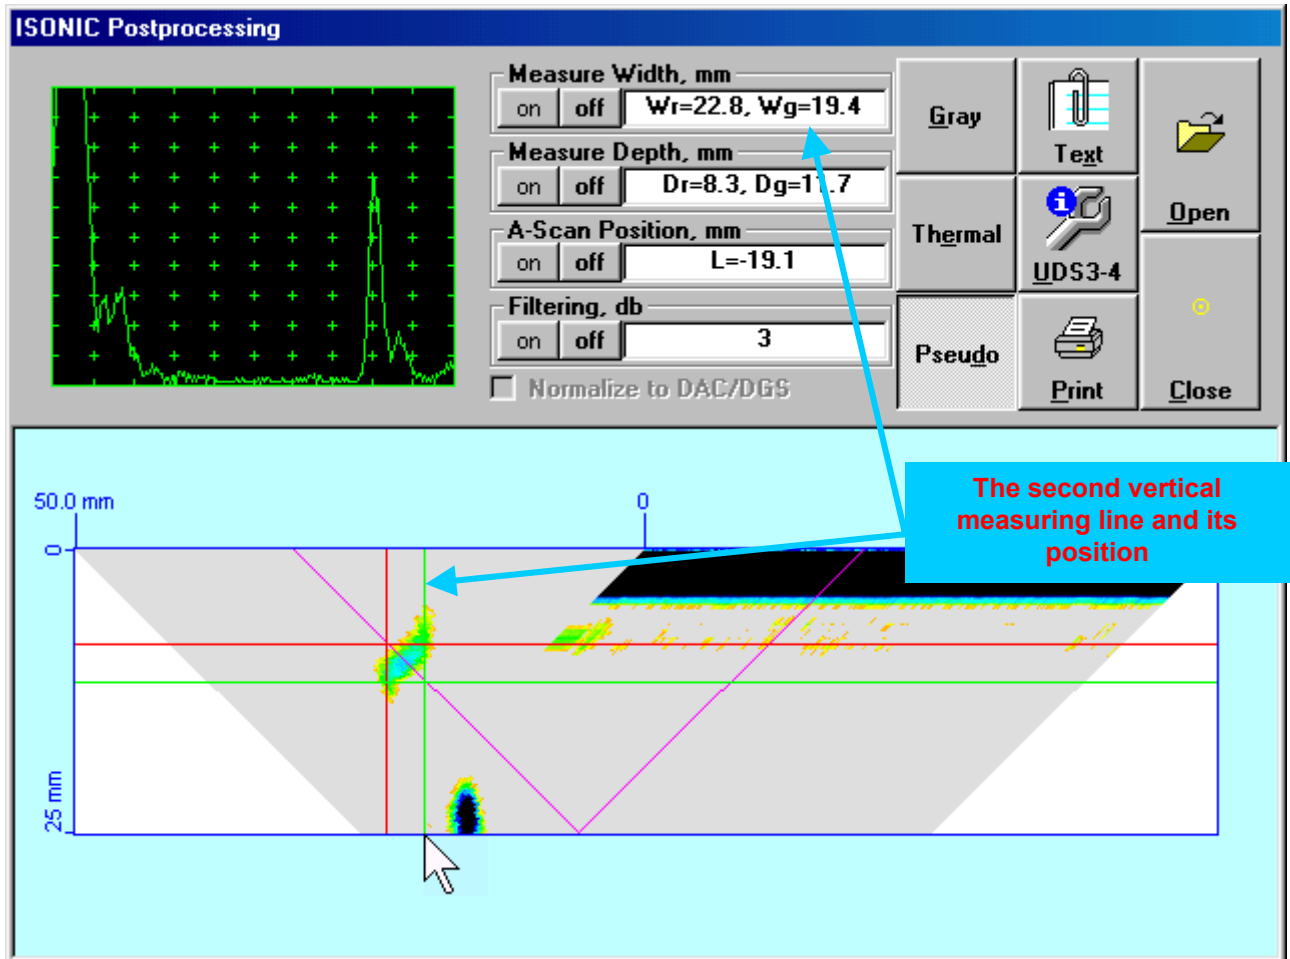 ISONIC Postprocessing
Measure Width, mm
on off Wr=22.8, Wg=19.4
Measure Depth, mm
on off Dr=8.3, Dg=11.7
A-Scan Position, mm
on off L=-19.1
Filtering, db
on off 3
Normalize to DAC/DGS
Gray
Thermal
Pseudo
Text
UDS3-4
Print
Open
Close
The second vertical
measuring line and its
position
50.0 mm
0
0
25 mm